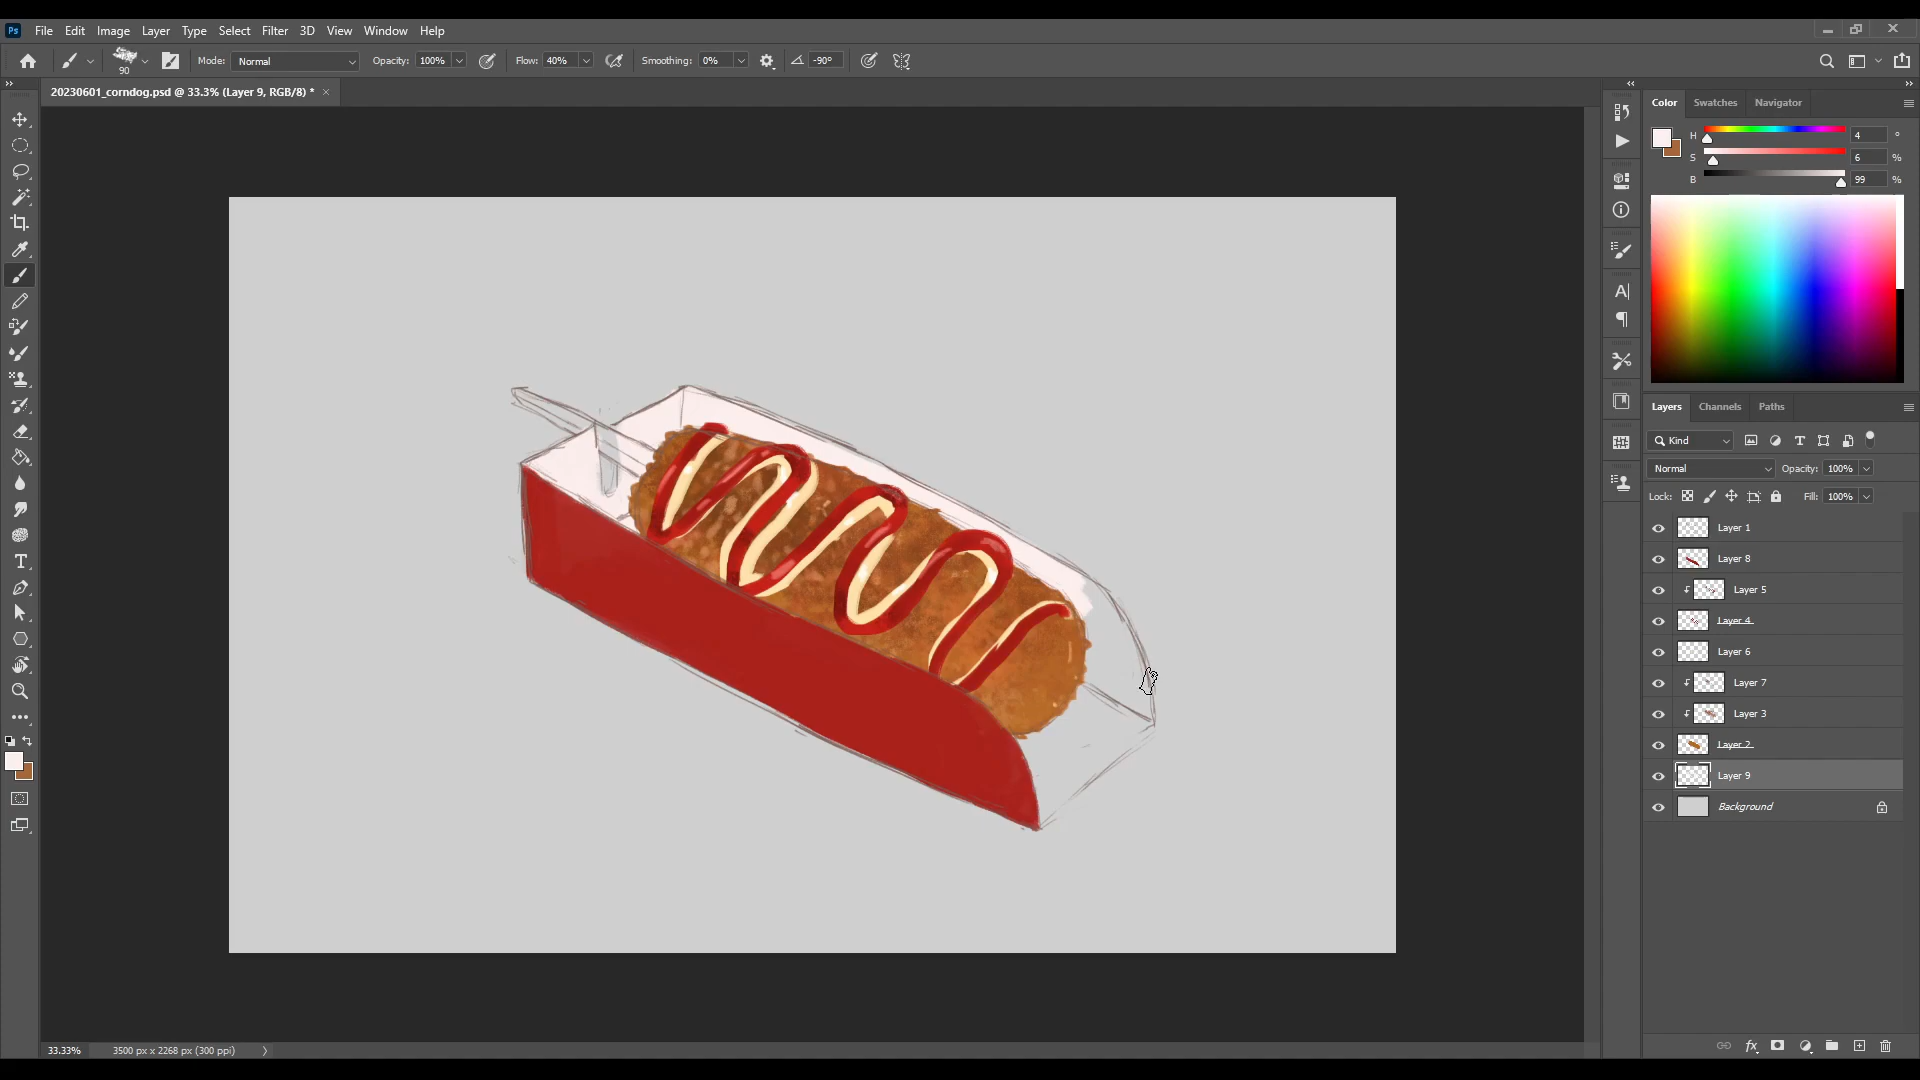 Ps File Edit Image Layer Type Select Filter 3D View Window Help
90 Mode: Normal Opacity: 100% Flow: 40% Smoothing: 0% -90°
20230601_corndog.psd @ 33.3% (Layer 9, RGB/8) * ×
Color Swatches Navigator
H 4 °
S 6 %
B 99 %
Layers Channels Paths
Kind
Normal Opacity: 100%
Lock: Fill: 100%
Layer 1
Layer 8
Layer 5
Layer 4
Layer 6
Layer 7
Layer 3
Layer 2
Layer 9
Background
33.33% 3500 px x 2268 px (300 ppi)